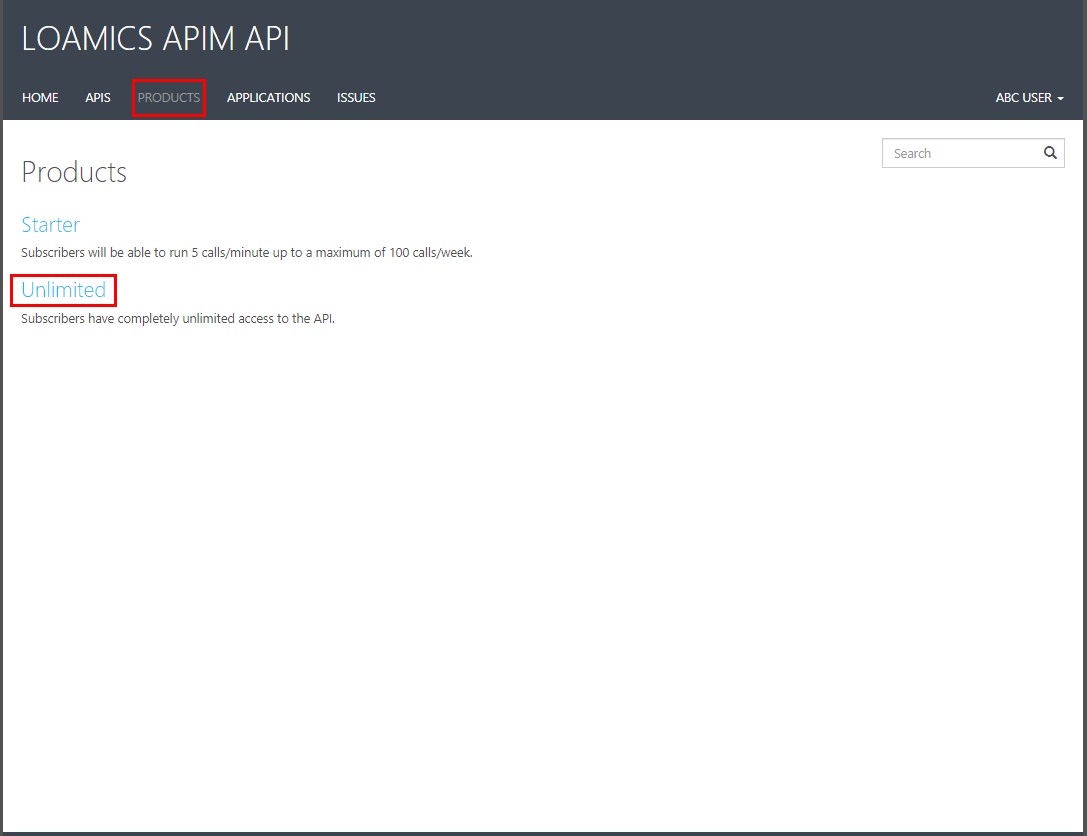 LOAMICS APIM API
HOME APIS PRODUCTS APPLICATIONS ISSUES ABC USER
Search
Products
Starter
Subscribers will be able to run 5 calls/minute up to a maximum of 100 calls/week.
Unlimited
Subscribers have completely unlimited access to the API.